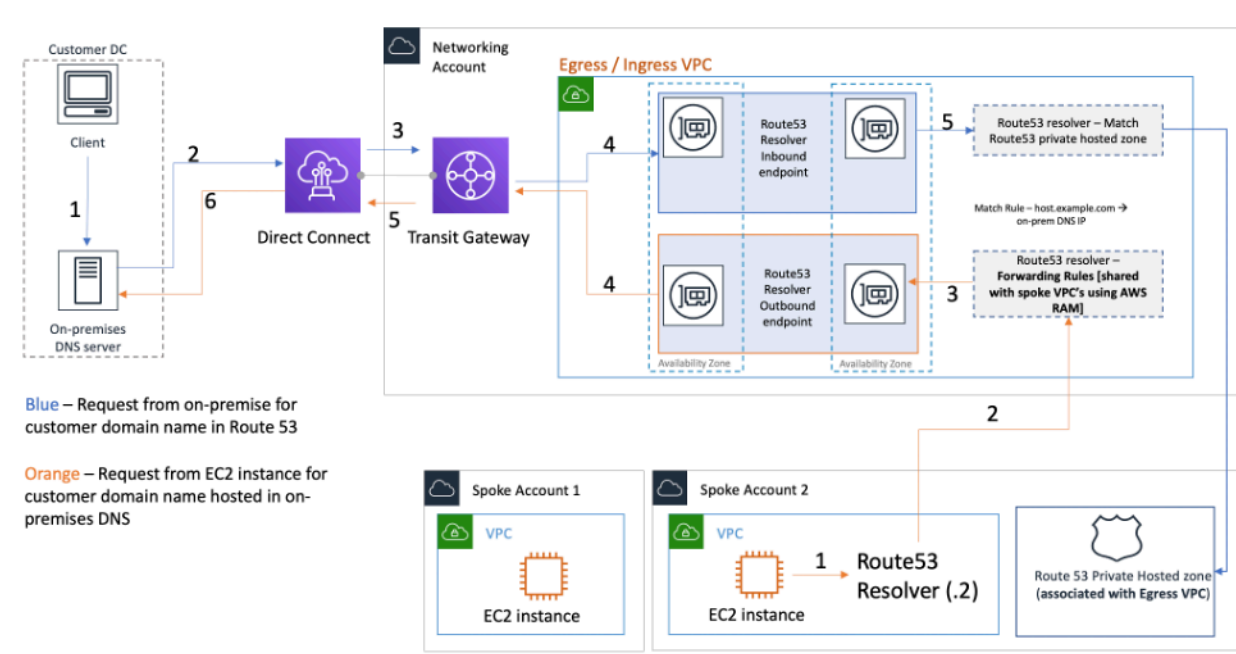 Customer DC
Client
1
On-premises
DNS server
2
6
Direct Connect
3
5
Transit Gateway
Networking
Account
Egress / Ingress VPC
4
4
Route53
Resolver
Inbound
endpoint
Route53
Resolver
Outbound
endpoint
Availability Zone
Availability Zone
5
Route53 resolver – Match
Route53 private hosted zone
Match Rule – host.example.com →
on-prem DNS IP
3
Route53 resolver –
Forwarding Rules [shared
with spoke VPC's using AWS
RAM]
2
Blue – Request from on-premise for
customer domain name in Route 53
Orange – Request from EC2 instance for
customer domain name hosted in on-
premises DNS
Spoke Account 1
VPC
EC2 instance
Spoke Account 2
VPC
EC2 instance
1
Route53
Resolver (.2)
Route 53 Private Hosted zone
(associated with Egress VPC)